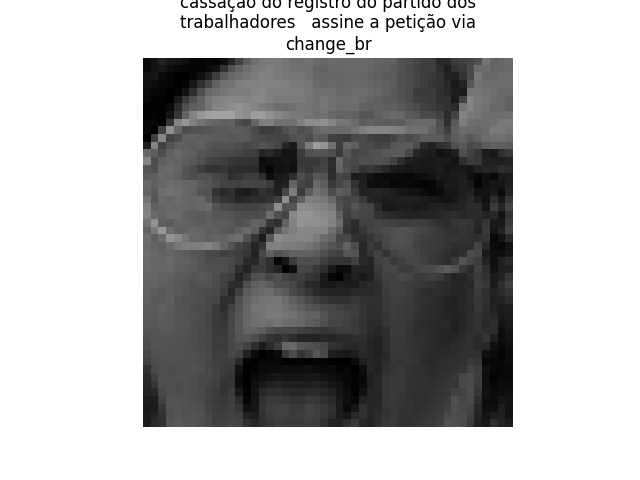 cassação do registro do partido dos
trabalhadores   assine a petição via
change_br